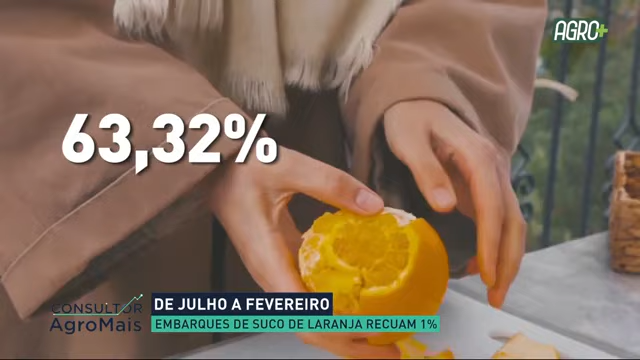 AGRO+
63,32%
CONSULTOR
AgroMais
DE JULHO A FEVEREIRO
EMBARQUES DE SUCO DE LARANJA RECUAM 1%